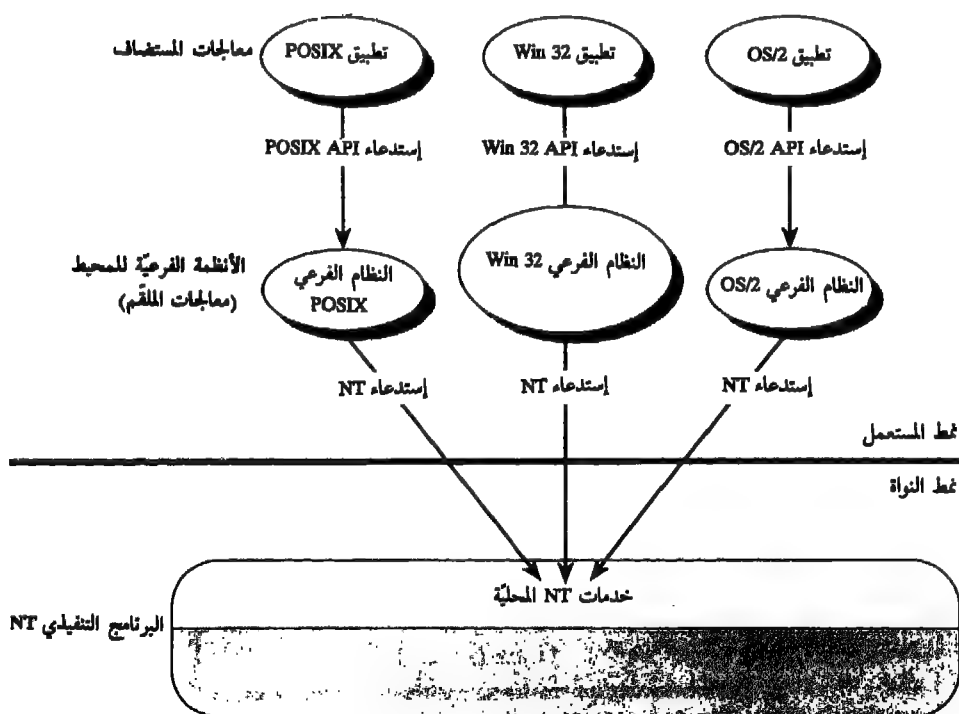 معالجات المستضاف
تطبيق POSIX
تطبيق Win 32
تطبيق OS/2
إستدعاء POSIX API
إستدعاء Win 32 API
إستدعاء OS/2 API
الأنظمة الفرعيّة للمحيط
(معالجات الملقّم)
النظام الفرعي
POSIX
النظام الفرعي Win 32
النظام الفرعي OS/2
إستدعاء NT
إستدعاء NT
إستدعاء NT
نمط المستعمل
نمط النواة
خدمات NT المحليّة
البرنامج التنفيذي NT